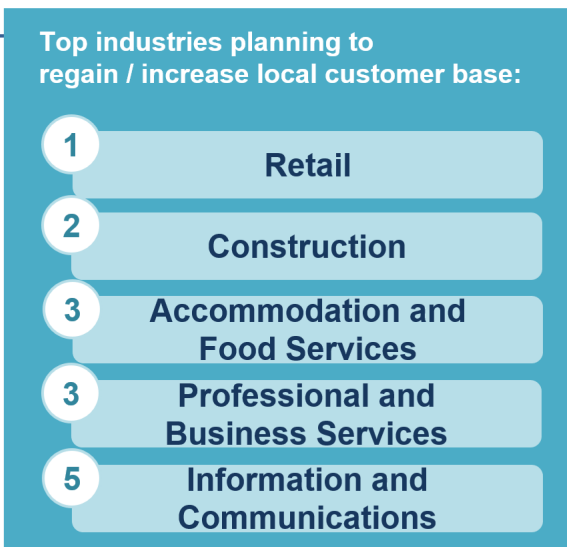 Top industries planning to
regain / increase local customer base:
1
Retail
2
Construction
3
Accommodation and
Food Services
3
Professional and
Business Services
5
Information and
Communications